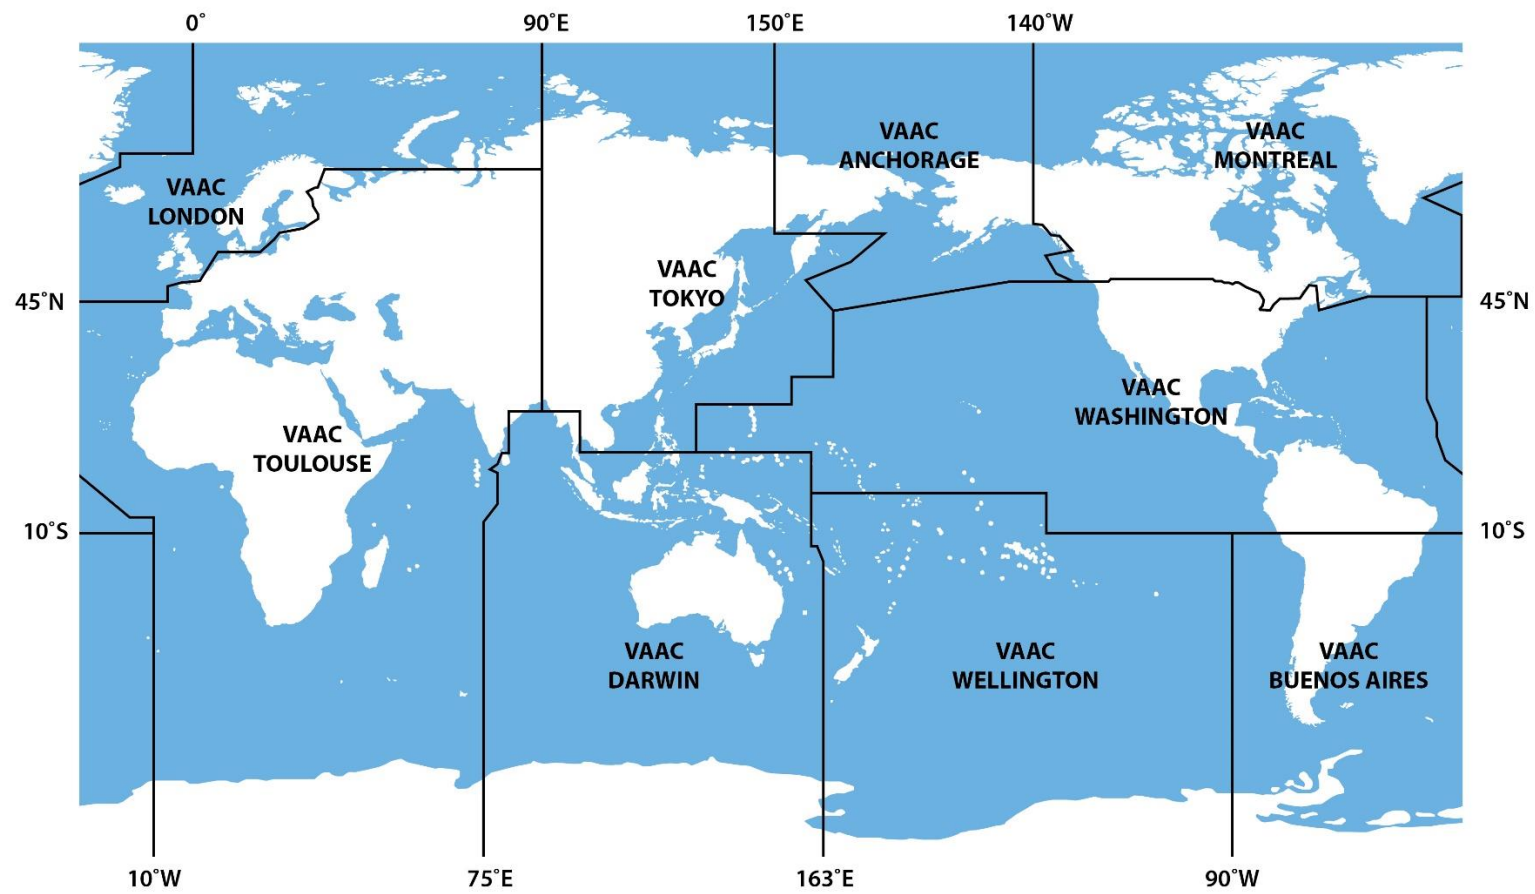 0˚
90˚E
150˚E
140˚W
VAAC
ANCHORAGE
VAAC
MONTREAL
VAAC
LONDON
VAAC
TOKYO
45˚N
45˚N
VAAC
WASHINGTON
VAAC
TOULOUSE
10˚S
10˚S
VAAC
DARWIN
VAAC
WELLINGTON
VAAC
BUENOS AIRES
10˚W
75˚E
163˚E
90˚W